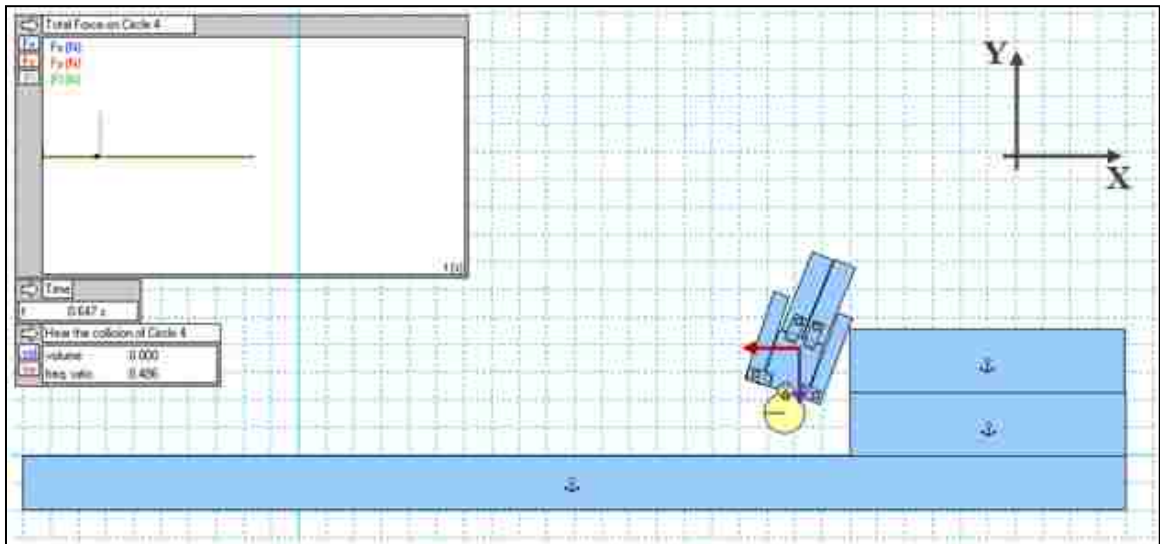 Total Force on Circle 4
Fx (N)
Fy (N)
|F| (N)
t (s)
Time
t 0.647 s
Hear the collision of Circle 4
volume 0.000
freq. ratio 0.486
Y
X